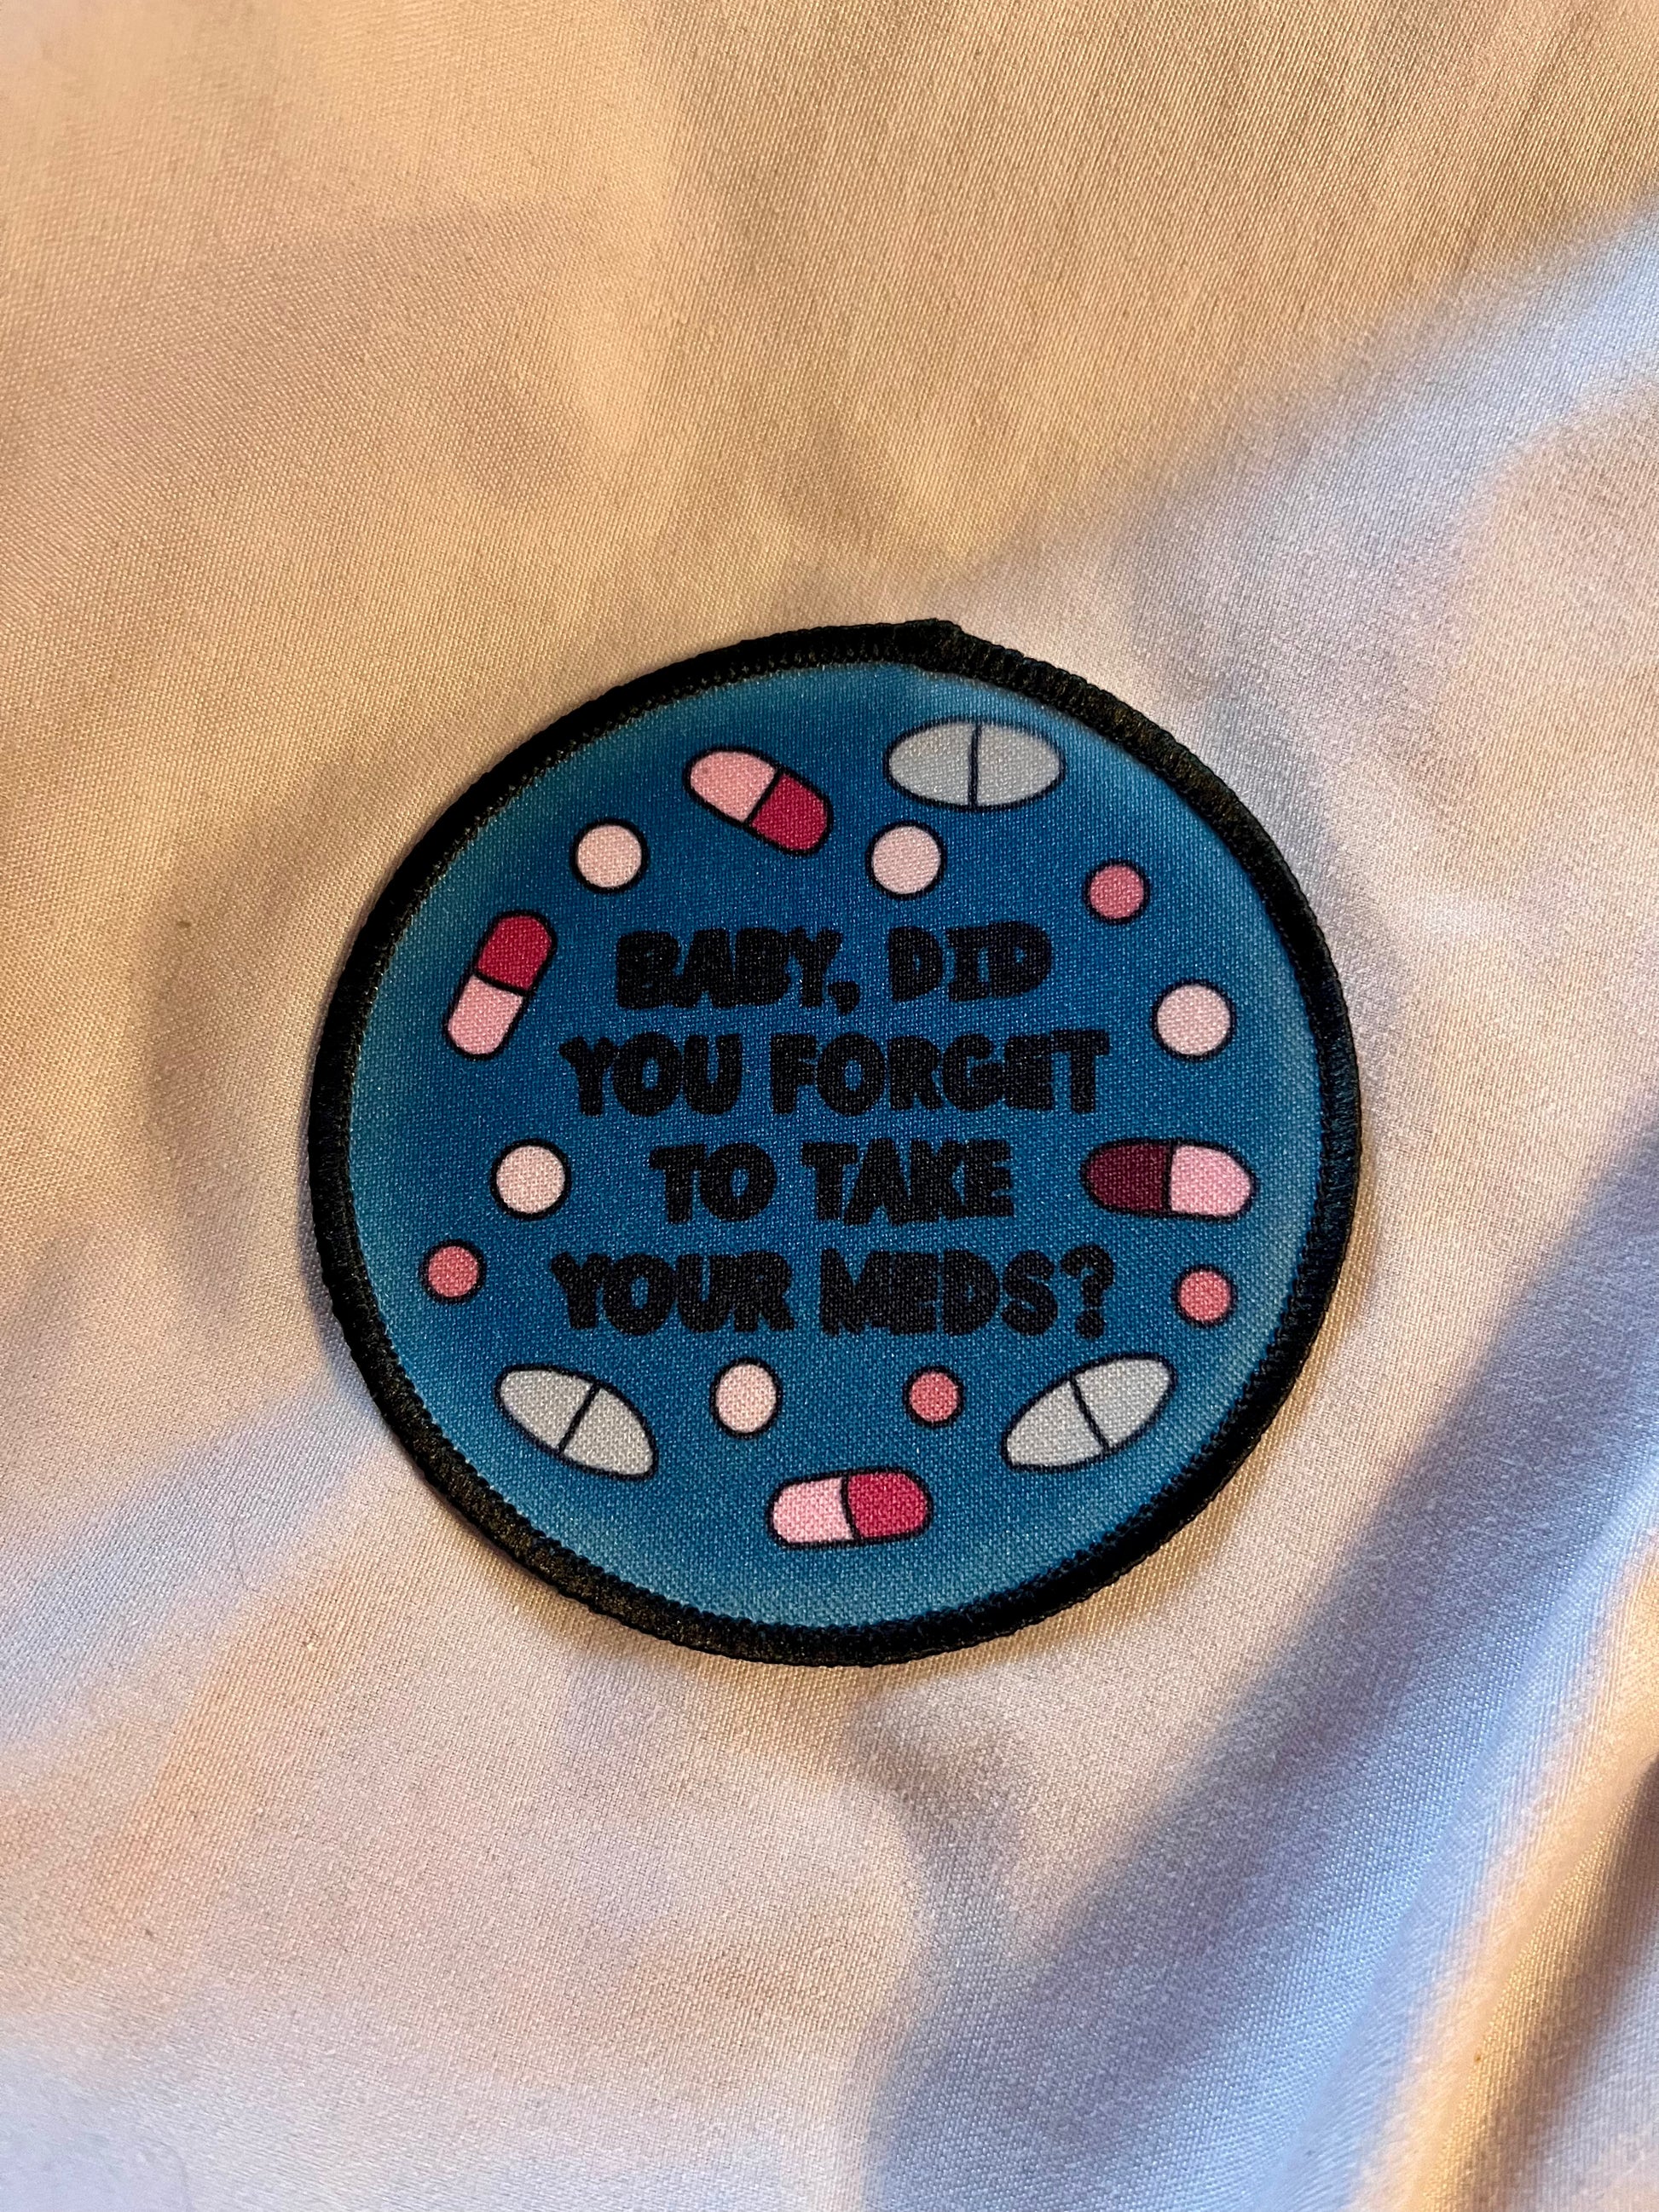 BABY, DID
YOU FORGET
TO TAKE
YOUR MEDS?